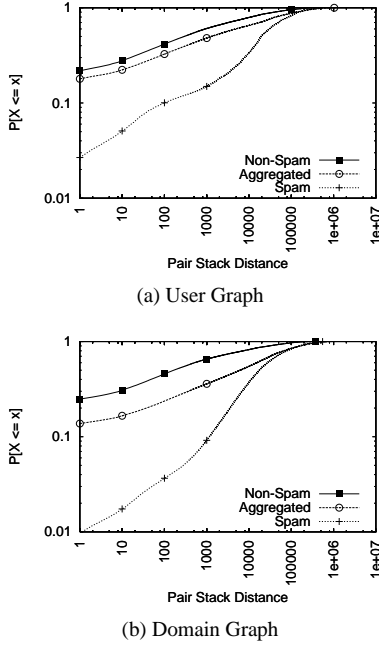 1
0.1
0.01
P[X <= x]
Non-Spam
Aggregated
Spam
1
10
100
1000
10000
100000
1e+06
1e+07
Pair Stack Distance
(a) User Graph
1
0.1
0.01
P[X <= x]
Non-Spam
Aggregated
Spam
1
10
100
1000
10000
100000
1e+06
1e+07
Pair Stack Distance
(b) Domain Graph